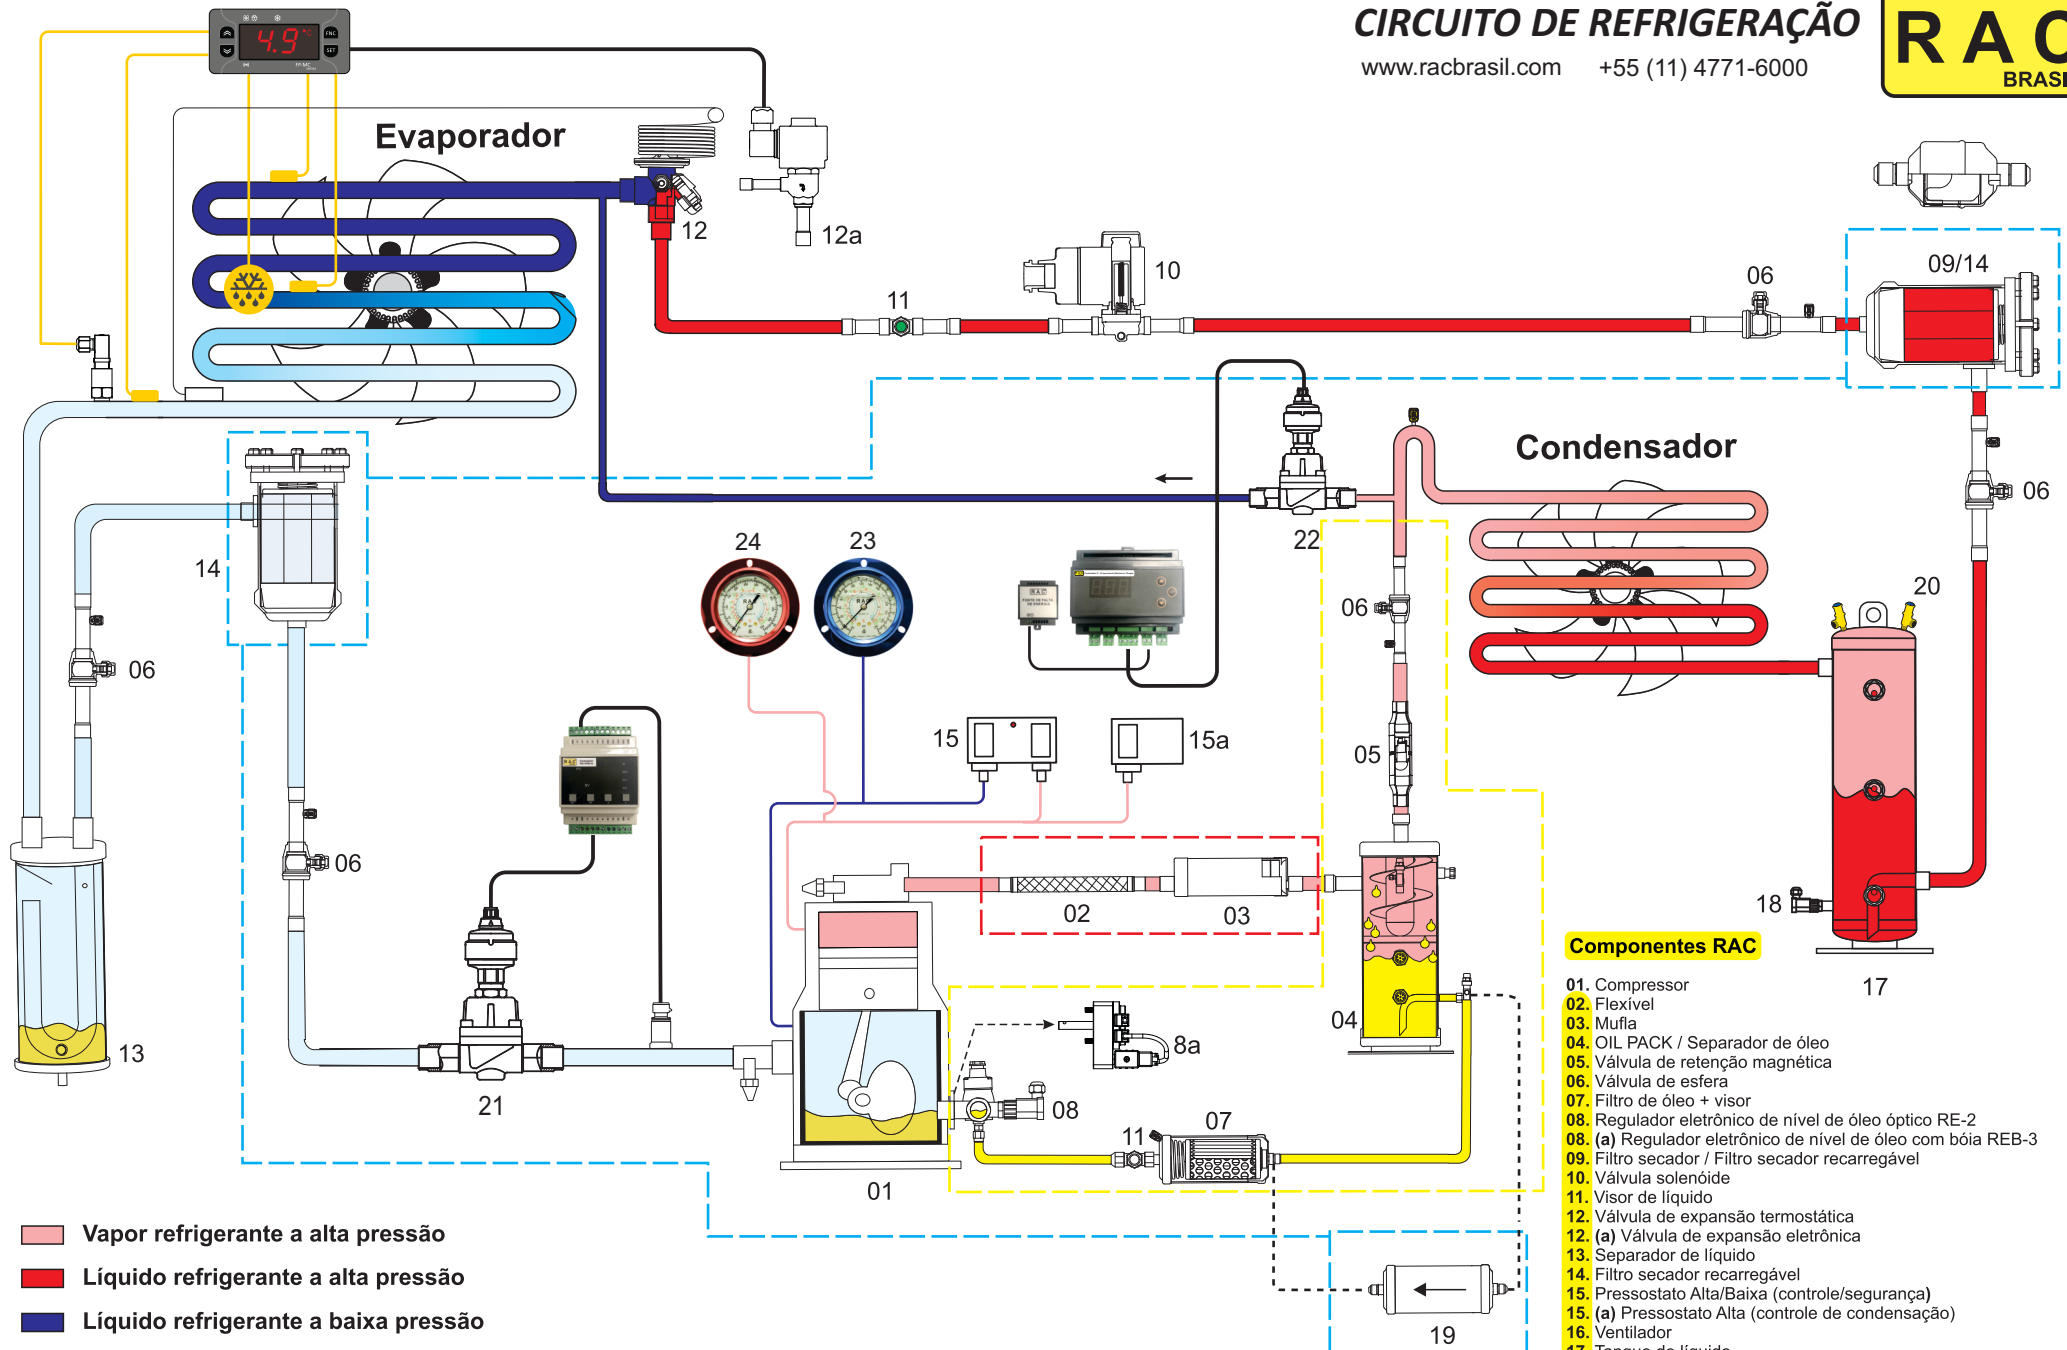 CIRCUITO DE REFRIGERAÇÃO
www.racbrasil.com +55 (11) 4771-6000
RAC
4.9 °C
FNC
SET
Evaporador
12
12a
10
11
06
09/14
Condensador
06
22
14
24
23
06
06
20
15
15a
05
06
02
03
18
17
13
21
04
8a
08
07
11
01
19
Vapor refrigerante a alta pressão
Líquido refrigerante a alta pressão
Líquido refrigerante a baixa pressão
Componentes RAC
01. Compressor
02. Flexível
03. Mufla
04. OIL PACK / Separador de óleo
05. Válvula de retenção magnética
06. Válvula de esfera
07. Filtro de óleo + visor
08. Regulador eletrônico de nível de óleo óptico RE-2
08. (a) Regulador eletrônico de nível de óleo com bóia REB-3
09. Filtro secador / Filtro secador recarregável
10. Válvula solenóide
11. Visor de líquido
12. Válvula de expansão termostática
12. (a) Válvula de expansão eletrônica
13. Separador de líquido
14. Filtro secador recarregável
15. Pressostato Alta/Baixa (controle/segurança)
15. (a) Pressostato Alta (controle de condensação)
16. Ventilador
17. Tanque de líquido